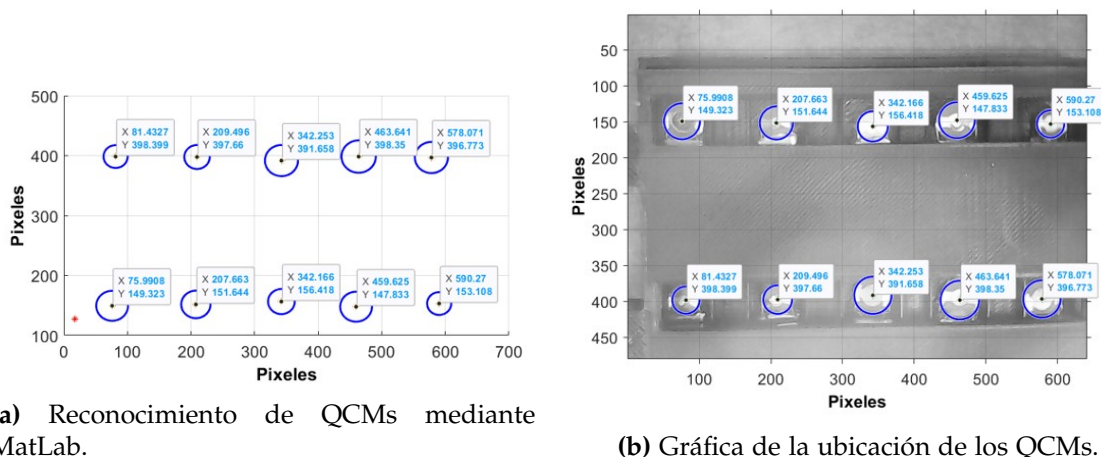 500
400
300
200
100
Pixeles
X 81.4327
Y 398.399
X 209.496
Y 397.66
X 342.253
Y 391.658
X 463.641
Y 398.35
X 578.071
Y 396.773
X 75.9908
Y 149.323
X 207.663
Y 151.644
X 342.166
Y 156.418
X 459.625
Y 147.833
X 590.27
Y 153.108
0 100 200 300 400 500 600 700
Pixeles
a) Reconocimiento de QCMs mediante
MatLab.
50
100
150
200
250
300
350
400
450
Pixeles
X 75.9908
Y 149.323
X 207.663
Y 151.644
X 342.166
Y 156.418
X 459.625
Y 147.833
X 590.27
Y 153.108
X 81.4327
Y 398.399
X 209.496
Y 397.66
X 342.253
Y 391.658
X 463.641
Y 398.35
X 578.071
Y 396.773
100 200 300 400 500 600
Pixeles
(b) Gráfica de la ubicación de los QCMs.